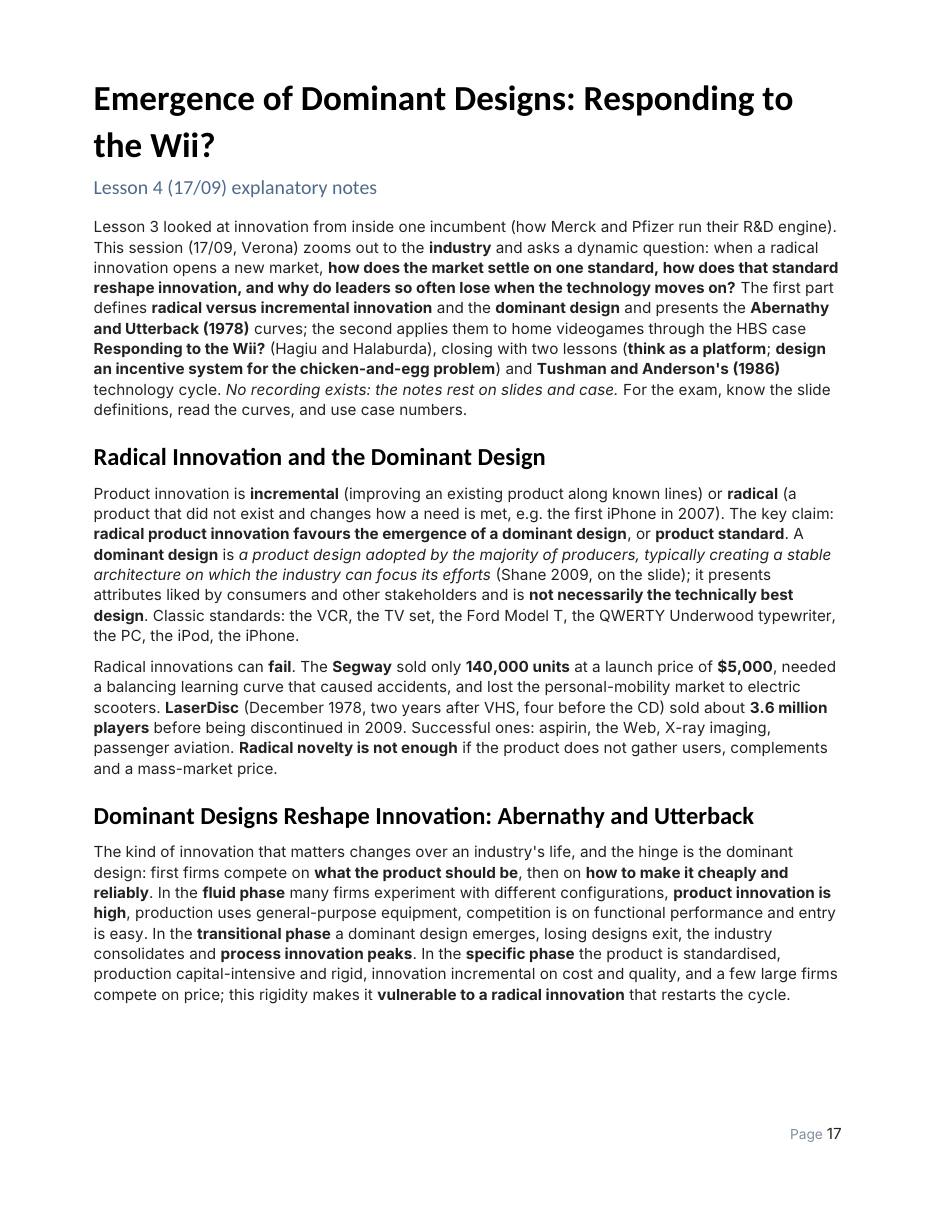 Emergence of Dominant Designs: Responding to
the Wii?
Lesson 4 (17/09) explanatory notes
Lesson 3 looked at innovation from inside one incumbent (how Merck and Pfizer run their R&D engine).
This session (17/09, Verona) zooms out to the industry and asks a dynamic question: when a radical
innovation opens a new market, how does the market settle on one standard, how does that standard
reshape innovation, and why do leaders so often lose when the technology moves on? The first part
defines radical versus incremental innovation and the dominant design and presents the Abernathy
and Utterback (1978) curves; the second applies them to home videogames through the HBS case
Responding to the Wii? (Hagiu and Halaburda), closing with two lessons (think as a platform; design
an incentive system for the chicken-and-egg problem) and Tushman and Anderson's (1986)
technology cycle. No recording exists: the notes rest on slides and case. For the exam, know the slide
definitions, read the curves, and use case numbers.
Radical Innovation and the Dominant Design
Product innovation is incremental (improving an existing product along known lines) or radical (a
product that did not exist and changes how a need is met, e.g. the first iPhone in 2007). The key claim:
radical product innovation favours the emergence of a dominant design, or product standard. A
dominant design is a product design adopted by the majority of producers, typically creating a stable
architecture on which the industry can focus its efforts (Shane 2009, on the slide); it presents
attributes liked by consumers and other stakeholders and is not necessarily the technically best
design. Classic standards: the VCR, the TV set, the Ford Model T, the QWERTY Underwood typewriter,
the PC, the iPod, the iPhone.
Radical innovations can fail. The Segway sold only 140,000 units at a launch price of $5,000, needed
a balancing learning curve that caused accidents, and lost the personal-mobility market to electric
scooters. LaserDisc (December 1978, two years after VHS, four before the CD) sold about 3.6 million
players before being discontinued in 2009. Successful ones: aspirin, the Web, X-ray imaging,
passenger aviation. Radical novelty is not enough if the product does not gather users, complements
and a mass-market price.
Dominant Designs Reshape Innovation: Abernathy and Utterback
The kind of innovation that matters changes over an industry's life, and the hinge is the dominant
design: first firms compete on what the product should be, then on how to make it cheaply and
reliably. In the fluid phase many firms experiment with different configurations, product innovation is
high, production uses general-purpose equipment, competition is on functional performance and entry
is easy. In the transitional phase a dominant design emerges, losing designs exit, the industry
consolidates and process innovation peaks. In the specific phase the product is standardised,
production capital-intensive and rigid, innovation incremental on cost and quality, and a few large firms
compete on price; this rigidity makes it vulnerable to a radical innovation that restarts the cycle.
Page 17